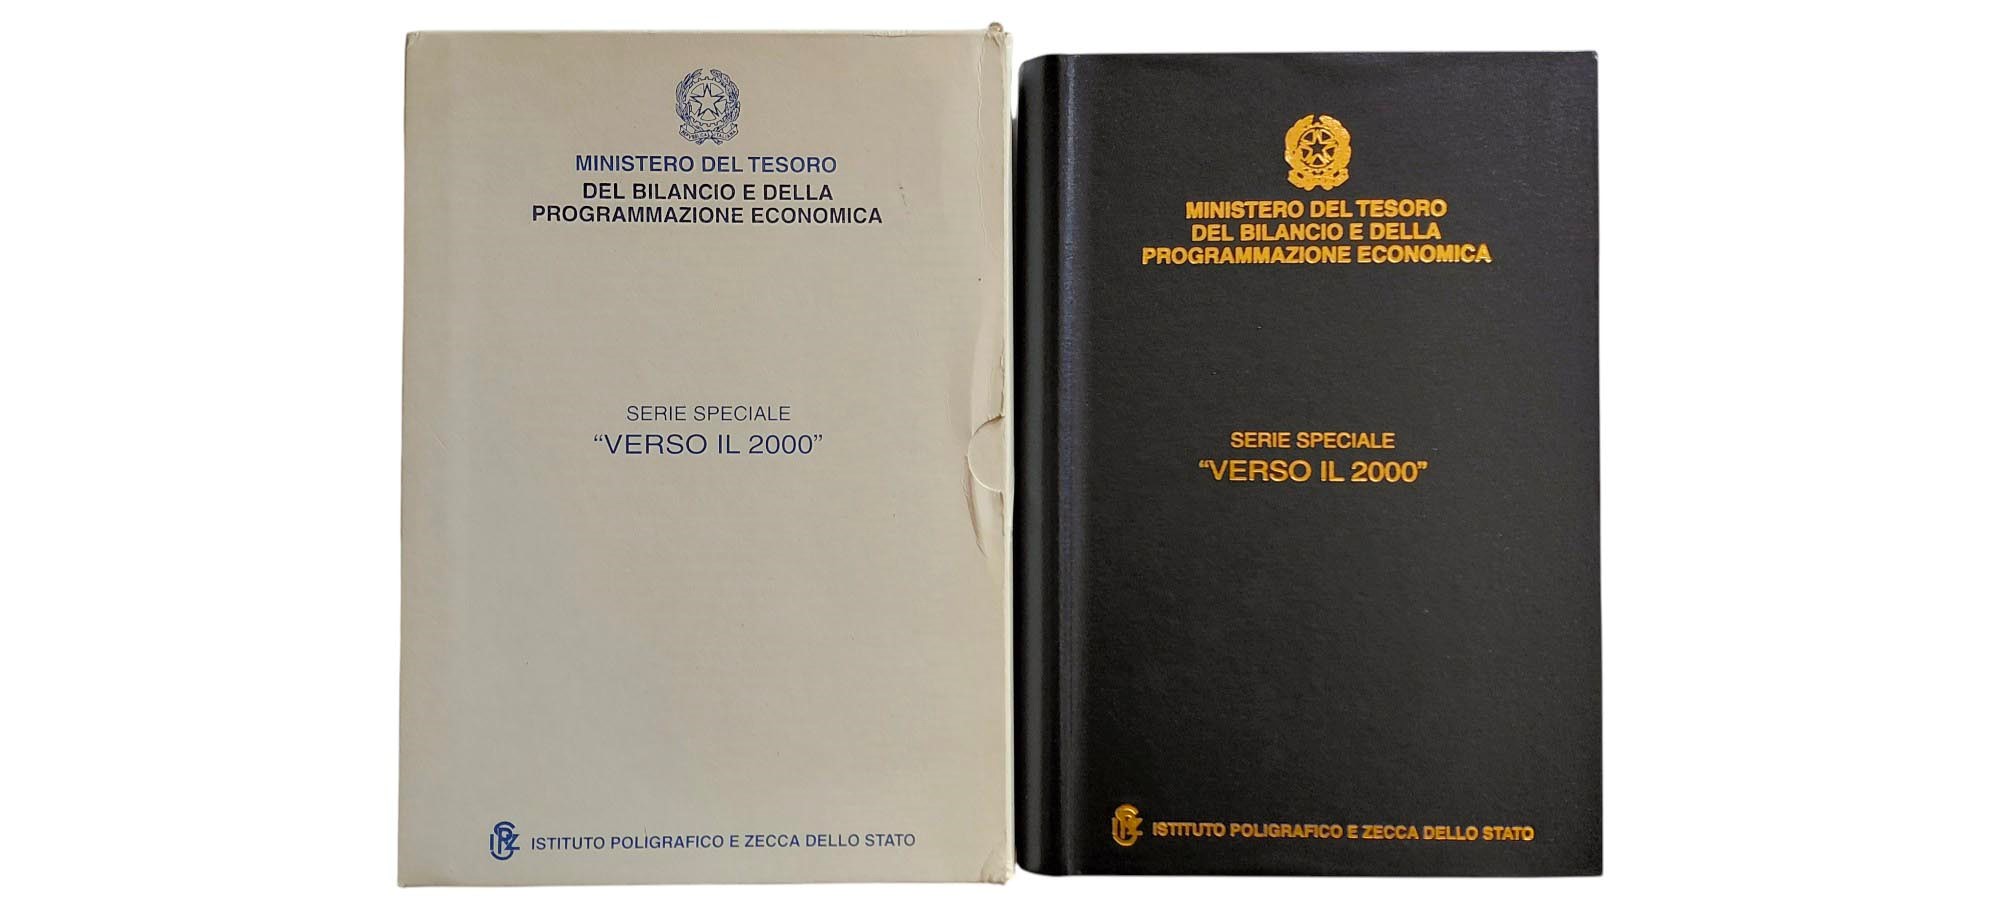 MINISTERO DEL TESORO
DEL BILANCIO E DELLA
PROGRAMMAZIONE ECONOMICA
SERIE SPECIALE
“VERSO IL 2000”
ISTITUTO POLIGRAFICO E ZECCA DELLO STATO
MINISTERO DEL TESORO
DEL BILANCIO E DELLA
PROGRAMMAZIONE ECONOMICA
SERIE SPECIALE
“VERSO IL 2000”
ISTITUTO POLIGRAFICO E ZECCA DELLO STATO